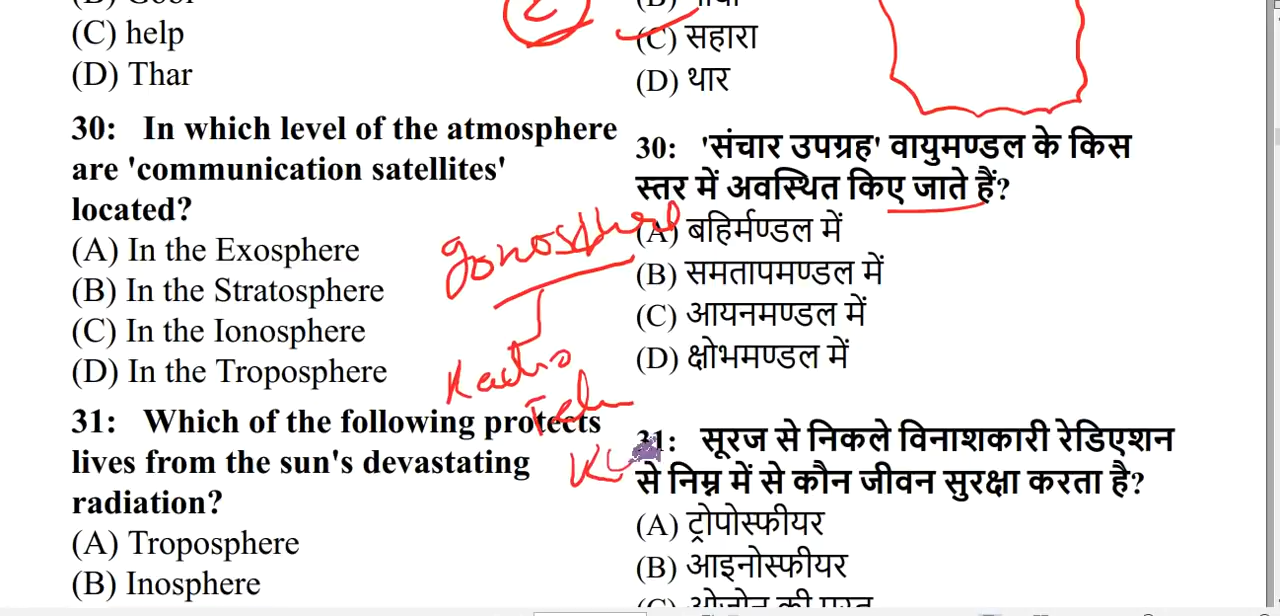 (C) help
(D) Thar
30: In which level of the atmosphere
are 'communication satellites'
located?
(A) In the Exosphere
(B) In the Stratosphere
(C) In the Ionosphere
(D) In the Troposphere
31: Which of the following protects
lives from the sun's devastating
radiation?
(A) Troposphere
(B) Inosphere
(C) सहारा
(D) थार
30: 'संचार उपग्रह' वायुमण्डल के किस
स्तर में अवस्थित किए जाते हैं?
(A) बहिर्मण्डल में
(B) समतापमण्डल में
(C) आयनमण्डल में
(D) क्षोभमण्डल में
31: सूरज से निकले विनाशकारी रेडिएशन
से निम्न में से कौन जीवन सुरक्षा करता है?
(A) ट्रोपोस्फीयर
(B) आइनोस्फीयर
Ionosphere
Radio